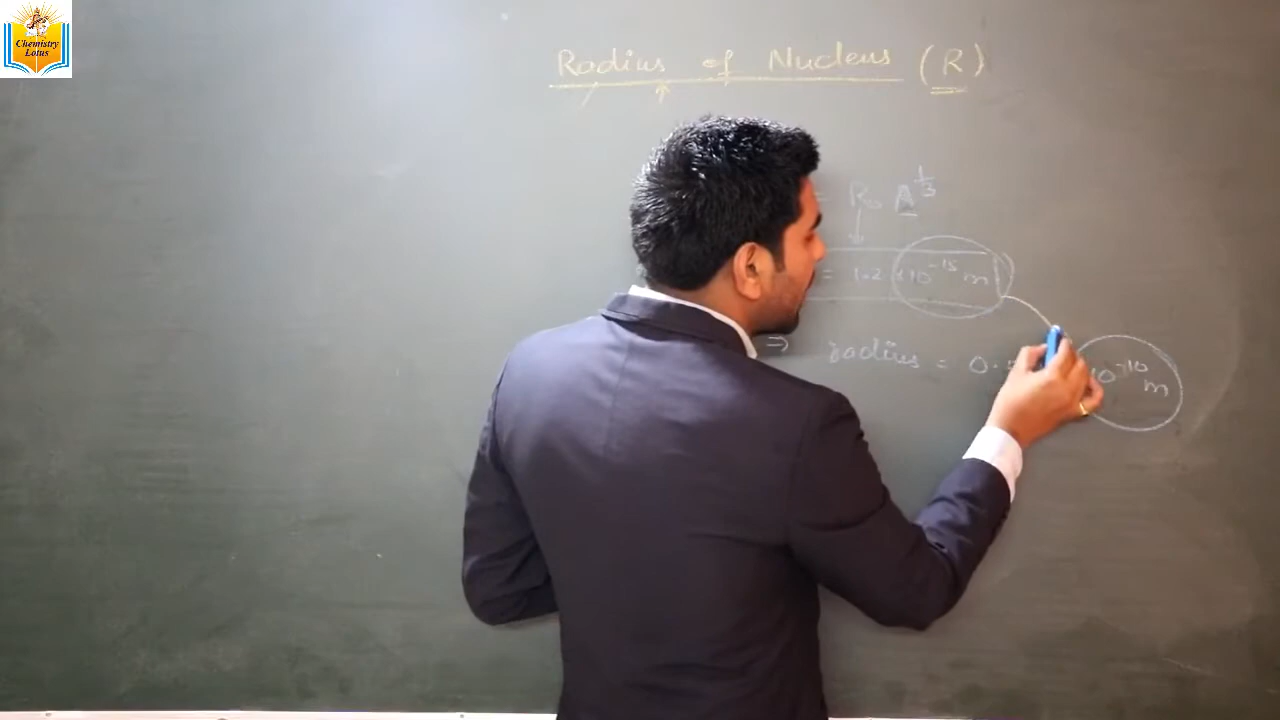 Chemistry
Lotus
Radius of Nucleus (R)
= R₀ A^1/3
= 1.2 ×10⁻¹⁵ m
⇒ radius = 0. 10⁻¹⁰ m